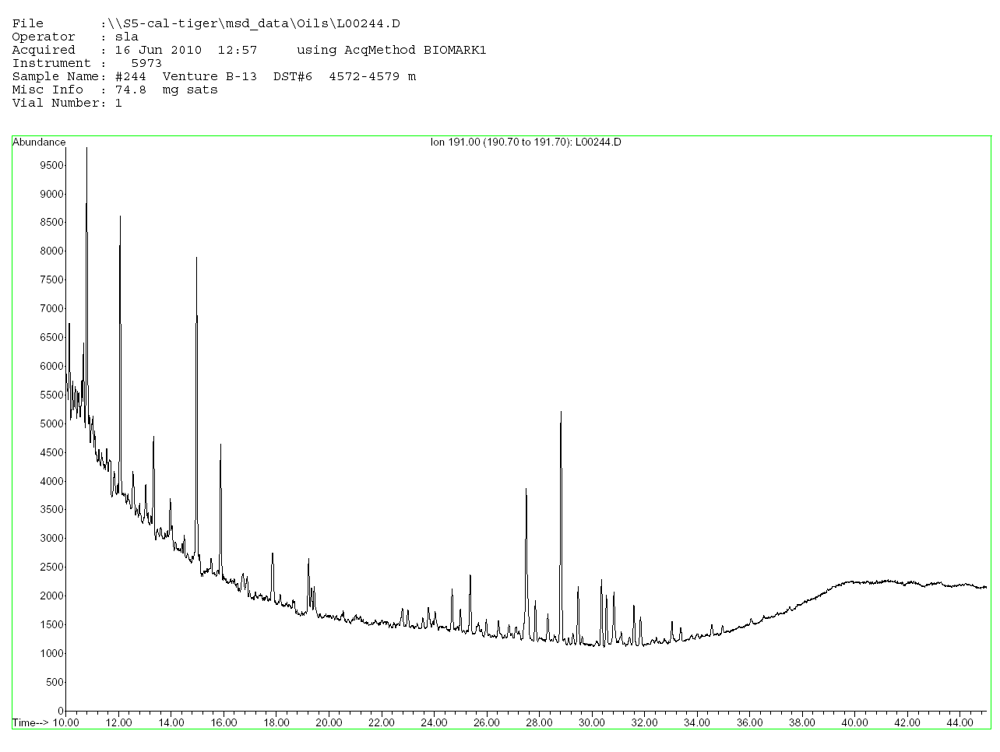 File       :\\S5-cal-tiger\msd_data\Oils\L00244.D
Operator   : sla
Acquired   : 16 Jun 2010  12:57     using AcqMethod BIOMARK1
Instrument :   5973
Sample Name: #244  Venture B-13  DST#6  4572-4579 m
Misc Info  : 74.8  mg sats
Vial Number: 1
Abundance
Ion 191.00 (190.70 to 191.70): L00244.D
9500
9000
8500
8000
7500
7000
6500
6000
5500
5000
4500
4000
3500
3000
2500
2000
1500
1000
500
0
Time--> 10.00 12.00 14.00 16.00 18.00 20.00 22.00 24.00 26.00 28.00 30.00 32.00 34.00 36.00 38.00 40.00 42.00 44.00